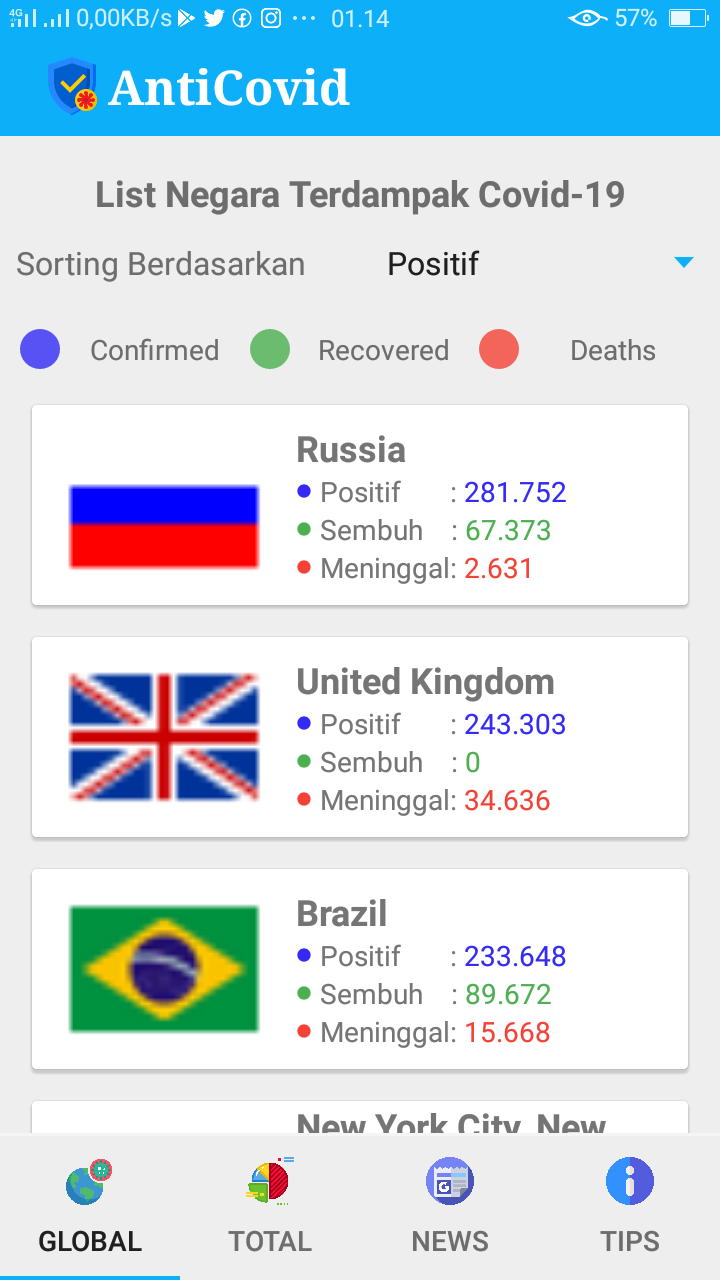 4G 0,00KB/s ... 01.14 57%
AntiCovid
List Negara Terdampak Covid-19
Sorting Berdasarkan Positif
Confirmed Recovered Deaths
Russia
Positif : 281.752
Sembuh : 67.373
Meninggal: 2.631
United Kingdom
Positif : 243.303
Sembuh : 0
Meninggal: 34.636
Brazil
Positif : 233.648
Sembuh : 89.672
Meninggal: 15.668
New York City, New
GLOBAL TOTAL NEWS TIPS